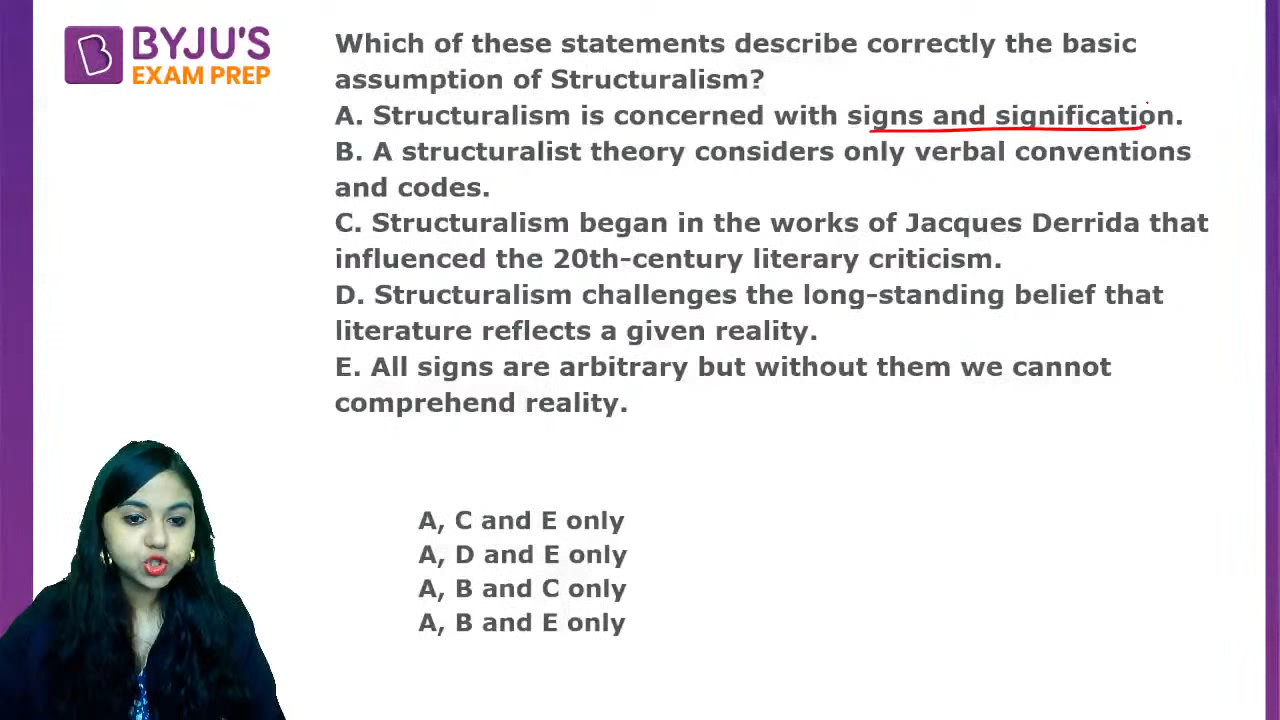 BYJU'S
EXAM PREP
Which of these statements describe correctly the basic
assumption of Structuralism?
A. Structuralism is concerned with signs and signification.
B. A structuralist theory considers only verbal conventions
and codes.
C. Structuralism began in the works of Jacques Derrida that
influenced the 20th-century literary criticism.
D. Structuralism challenges the long-standing belief that
literature reflects a given reality.
E. All signs are arbitrary but without them we cannot
comprehend reality.
A, C and E only
A, D and E only
A, B and C only
A, B and E only